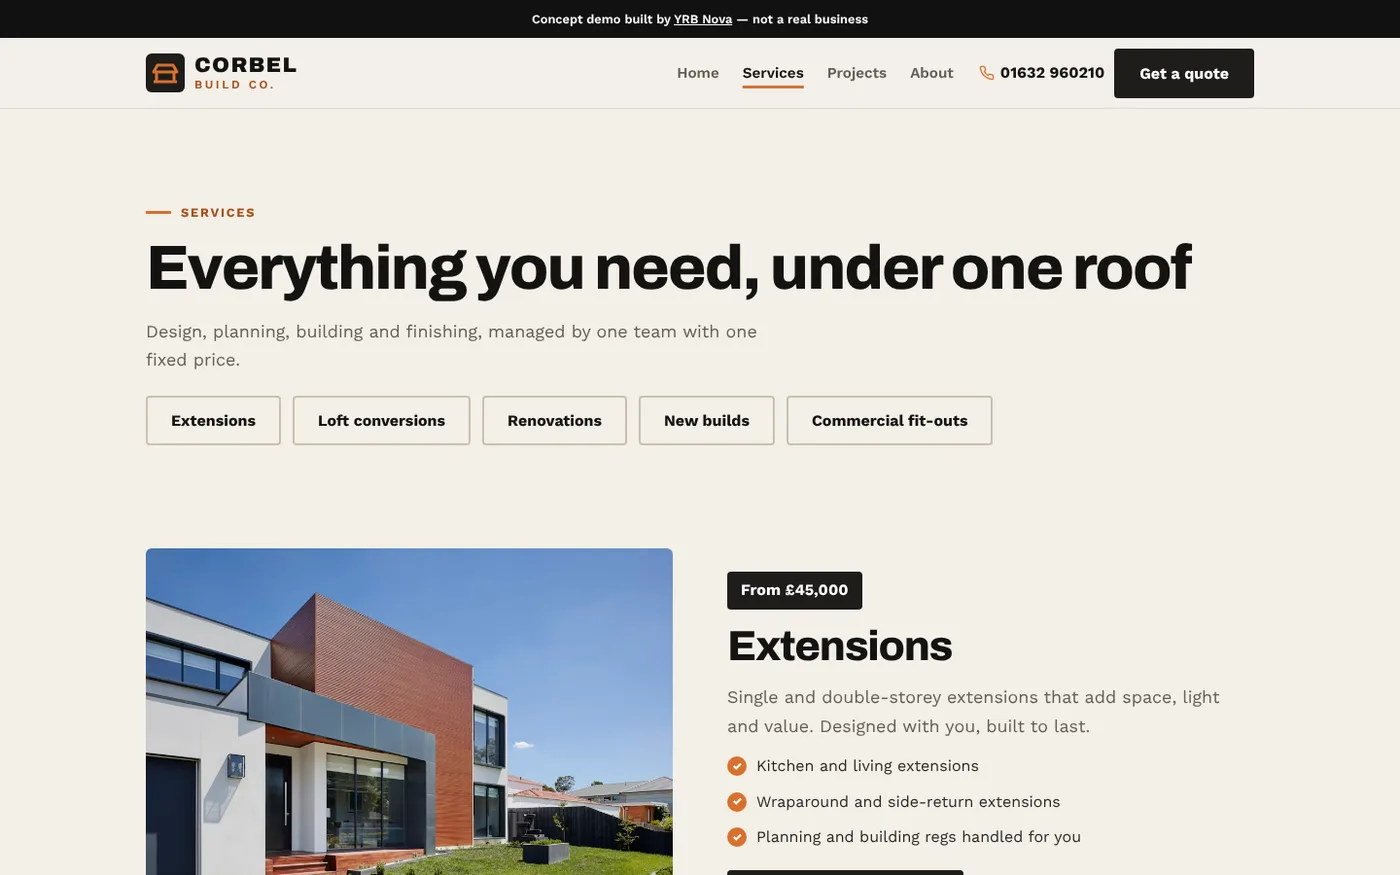 Concept demo built by YRB Nova — not a real business
CORBEL
BUILD CO.
Home
Services
Projects
About
01632 960210
Get a quote
SERVICES
Everything you need, under one roof
Design, planning, building and finishing, managed by one team with one
fixed price.
Extensions
Loft conversions
Renovations
New builds
Commercial fit-outs
From £45,000
Extensions
Single and double-storey extensions that add space, light
and value. Designed with you, built to last.
Kitchen and living extensions
Wraparound and side-return extensions
Planning and building regs handled for you